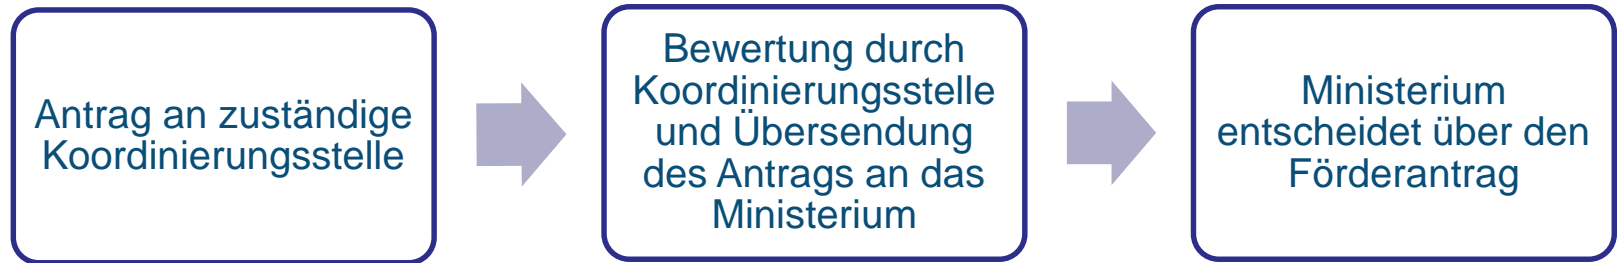 Antrag an zuständige
Koordinierungsstelle
Bewertung durch
Koordinierungsstelle
und Übersendung
des Antrags an das
Ministerium
Ministerium
entscheidet über den
Förderantrag